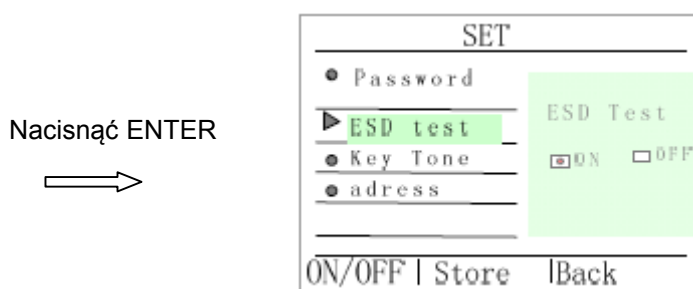 SET
Password
ESD test
Key Tone
adress
ESD Test
ON OFF
ON/OFF | Store |Back
Nacisnąć ENTER